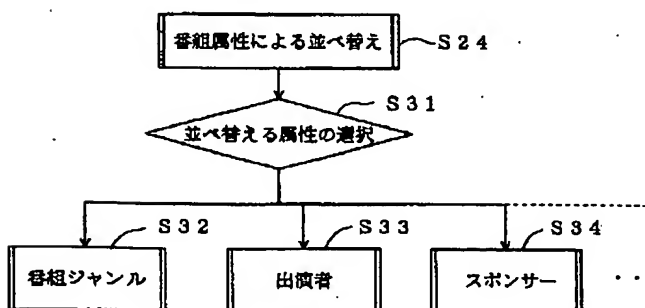 番組属性による並べ替え
S24
S31
並べ替える属性の選択
S32
S33
S34
番組ジャンル
出演者
スポンサー